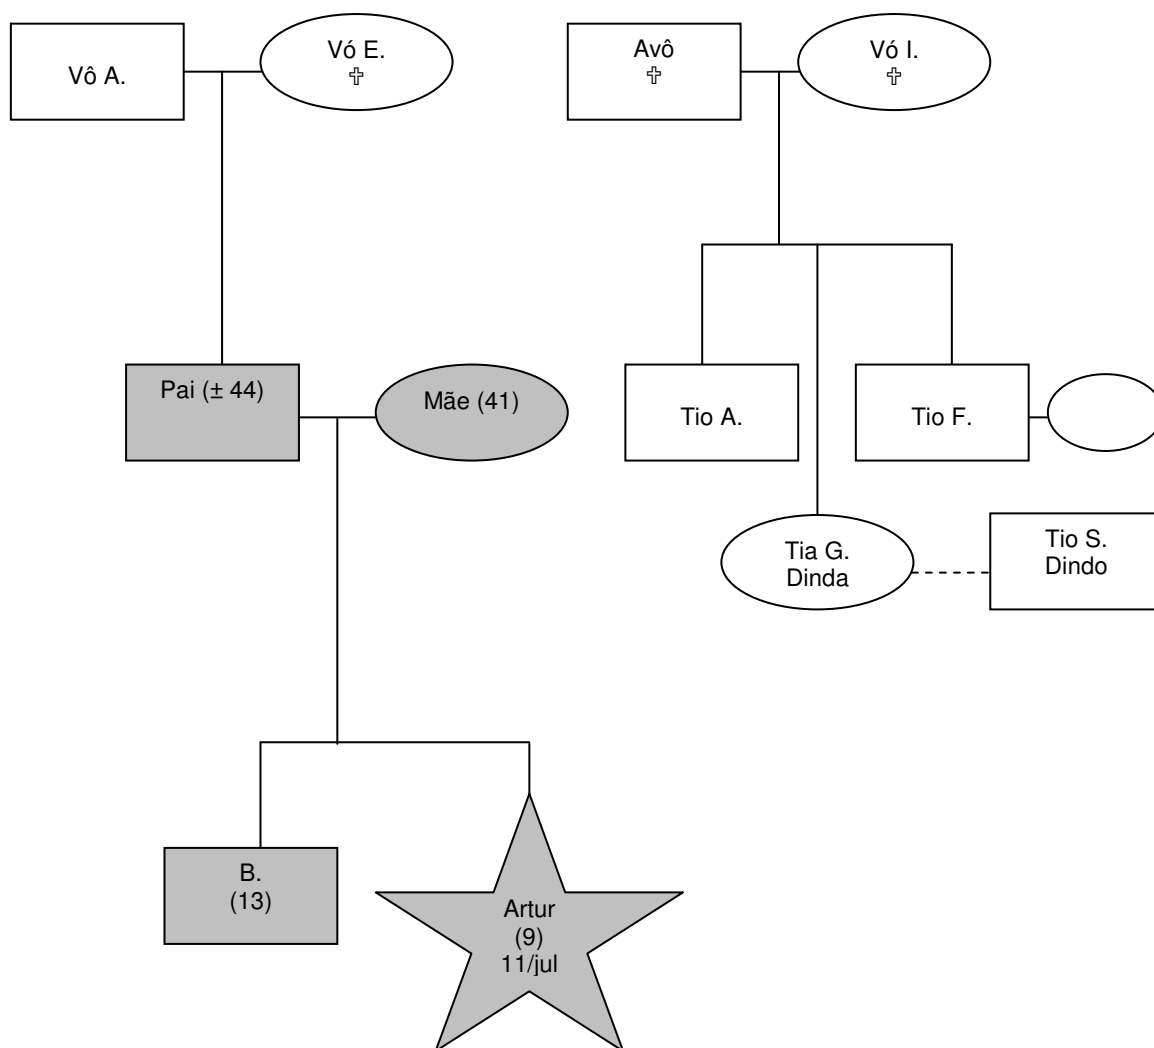 Vô A.
Vó E.
✞
Avô
✞
Vó I.
✞
Pai (± 44)
Mãe (41)
Tio A.
Tio F.
Tia G.
Dinda
Tio S.
Dindo
B.
(13)
Artur
(9)
11/jul